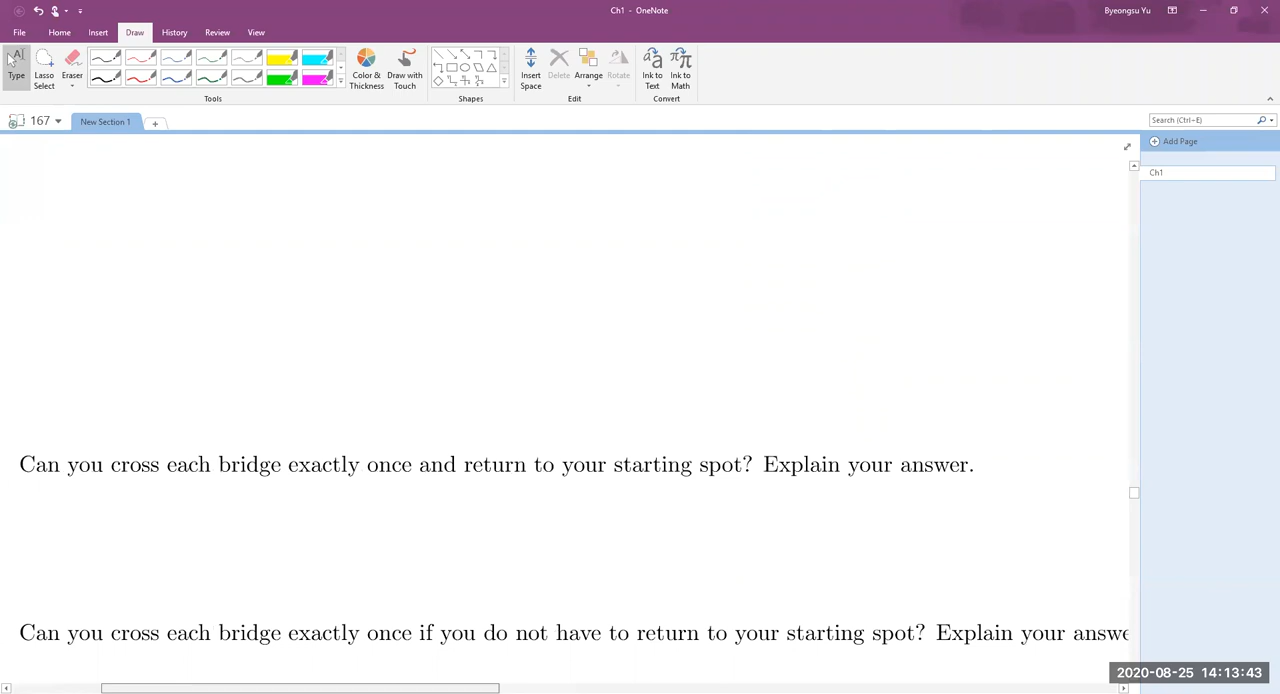 Ch1 - OneNote
Byeongsu Yu
File Home Insert Draw History Review View
Type
Lasso Select
Eraser
Color & Thickness
Draw with Touch
Insert Space
Delete
Arrange
Rotate
Ink to Text
Ink to Math
Tools
Shapes
Edit
Convert
167
New Section 1
Search (Ctrl+E)
Add Page
Ch1
Can you cross each bridge exactly once and return to your starting spot? Explain your answer.
Can you cross each bridge exactly once if you do not have to return to your starting spot? Explain your answe
2020-08-25 14:13:43